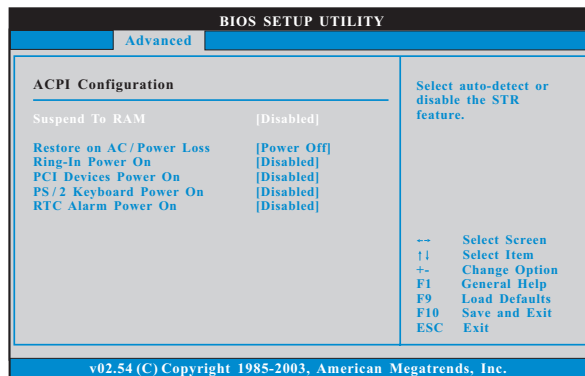 BIOS SETUP UTILITY
Advanced
ACPI Configuration
Suspend To RAM [Disabled]
Restore on AC/Power Loss [Power Off]
Ring-In Power On [Disabled]
PCI Devices Power On [Disabled]
PS/2 Keyboard Power On [Disabled]
RTC Alarm Power On [Disabled]
Select auto-detect or
disable the STR
feature.
←→ Select Screen
↑↓ Select Item
+- Change Option
F1 General Help
F9 Load Defaults
F10 Save and Exit
ESC Exit
v02.54 (C) Copyright 1985-2003, American Megatrends, Inc.